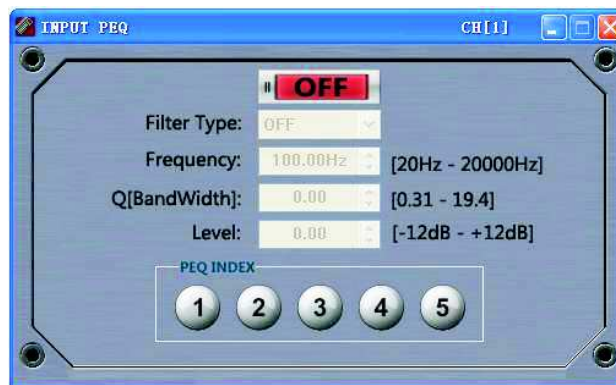 INPUT PEQ CH[1]
OFF
Filter Type: OFF
Frequency: 100.00Hz [20Hz - 20000Hz]
Q[BandWidth]: 0.00 [0.31 - 19.4]
Level: 0.00 [-12dB - +12dB]
PEQ INDEX
1 2 3 4 5